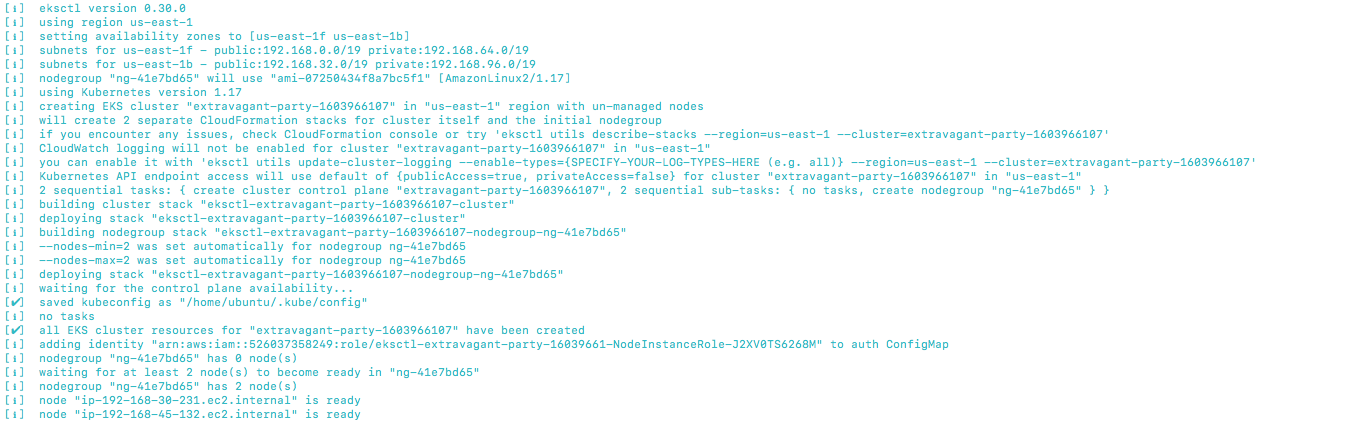 [ℹ]  eksctl version 0.30.0
[ℹ]  using region us-east-1
[ℹ]  setting availability zones to [us-east-1f us-east-1b]
[ℹ]  subnets for us-east-1f - public:192.168.0.0/19 private:192.168.64.0/19
[ℹ]  subnets for us-east-1b - public:192.168.32.0/19 private:192.168.96.0/19
[ℹ]  nodegroup "ng-41e7bd65" will use "ami-07250434f8a7bc5f1" [AmazonLinux2/1.17]
[ℹ]  using Kubernetes version 1.17
[ℹ]  creating EKS cluster "extravagant-party-1603966107" in "us-east-1" region with un-managed nodes
[ℹ]  will create 2 separate CloudFormation stacks for cluster itself and the initial nodegroup
[ℹ]  if you encounter any issues, check CloudFormation console or try 'eksctl utils describe-stacks --region=us-east-1 --cluster=extravagant-party-1603966107'
[ℹ]  CloudWatch logging will not be enabled for cluster "extravagant-party-1603966107" in "us-east-1"
[ℹ]  you can enable it with 'eksctl utils update-cluster-logging --enable-types={SPECIFY-YOUR-LOG-TYPES-HERE (e.g. all)} --region=us-east-1 --cluster=extravagant-party-1603966107'
[ℹ]  Kubernetes API endpoint access will use default of {publicAccess=true, privateAccess=false} for cluster "extravagant-party-1603966107" in "us-east-1"
[ℹ]  2 sequential tasks: { create cluster control plane "extravagant-party-1603966107", 2 sequential sub-tasks: { no tasks, create nodegroup "ng-41e7bd65" } }
[ℹ]  building cluster stack "eksctl-extravagant-party-1603966107-cluster"
[ℹ]  deploying stack "eksctl-extravagant-party-1603966107-cluster"
[ℹ]  building nodegroup stack "eksctl-extravagant-party-1603966107-nodegroup-ng-41e7bd65"
[ℹ]  --nodes-min=2 was set automatically for nodegroup ng-41e7bd65
[ℹ]  --nodes-max=2 was set automatically for nodegroup ng-41e7bd65
[ℹ]  deploying stack "eksctl-extravagant-party-1603966107-nodegroup-ng-41e7bd65"
[ℹ]  waiting for the control plane availability...
[✔]  saved kubeconfig as "/home/ubuntu/.kube/config"
[ℹ]  no tasks
[✔]  all EKS cluster resources for "extravagant-party-1603966107" have been created
[ℹ]  adding identity "arn:aws:iam::526037358249:role/eksctl-extravagant-party-16039661-NodeInstanceRole-J2XV0TS6268M" to auth ConfigMap
[ℹ]  nodegroup "ng-41e7bd65" has 0 node(s)
[ℹ]  waiting for at least 2 node(s) to become ready in "ng-41e7bd65"
[ℹ]  nodegroup "ng-41e7bd65" has 2 node(s)
[ℹ]  node "ip-192-168-30-231.ec2.internal" is ready
[ℹ]  node "ip-192-168-45-132.ec2.internal" is ready